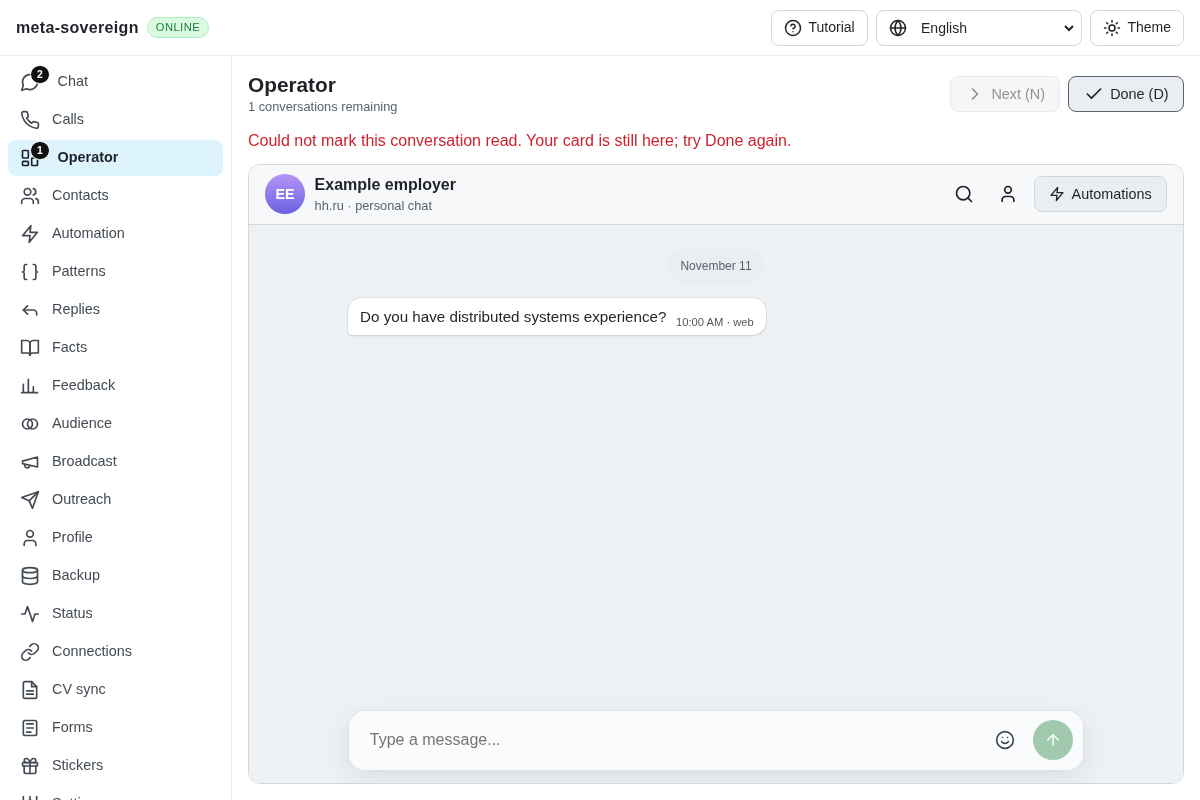 meta-sovereign ONLINE
Tutorial
English
Theme
2
Chat
Calls
1
Operator
Contacts
Automation
Patterns
Replies
Facts
Feedback
Audience
Broadcast
Outreach
Profile
Backup
Status
Connections
CV sync
Forms
Stickers
Operator
1 conversations remaining
Next (N)
Done (D)
Could not mark this conversation read. Your card is still here; try Done again.
EE
Example employer
hh.ru · personal chat
Automations
November 11
Do you have distributed systems experience? 10:00 AM · web
Type a message...